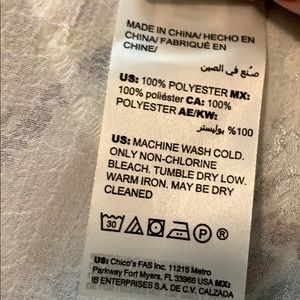 MADE IN CHINA/ HECHO EN
CHINA/ FABRIQUÉ EN
CHINE/
صنع في الصين
US: 100% POLYESTER MX:
100% poliéster CA: 100%
POLYESTER AE/KW:
100% بوليستر
US: MACHINE WASH COLD.
ONLY NON-CHLORINE
BLEACH. TUMBLE DRY LOW.
WARM IRON. MAY BE DRY
CLEANED
30
US: Chico's FAS Inc. 11215 Metro
Parkway Fort Myers, FL 33966 US MX:
IB ENTERPRISES S.A. DE C.V. CALZADA